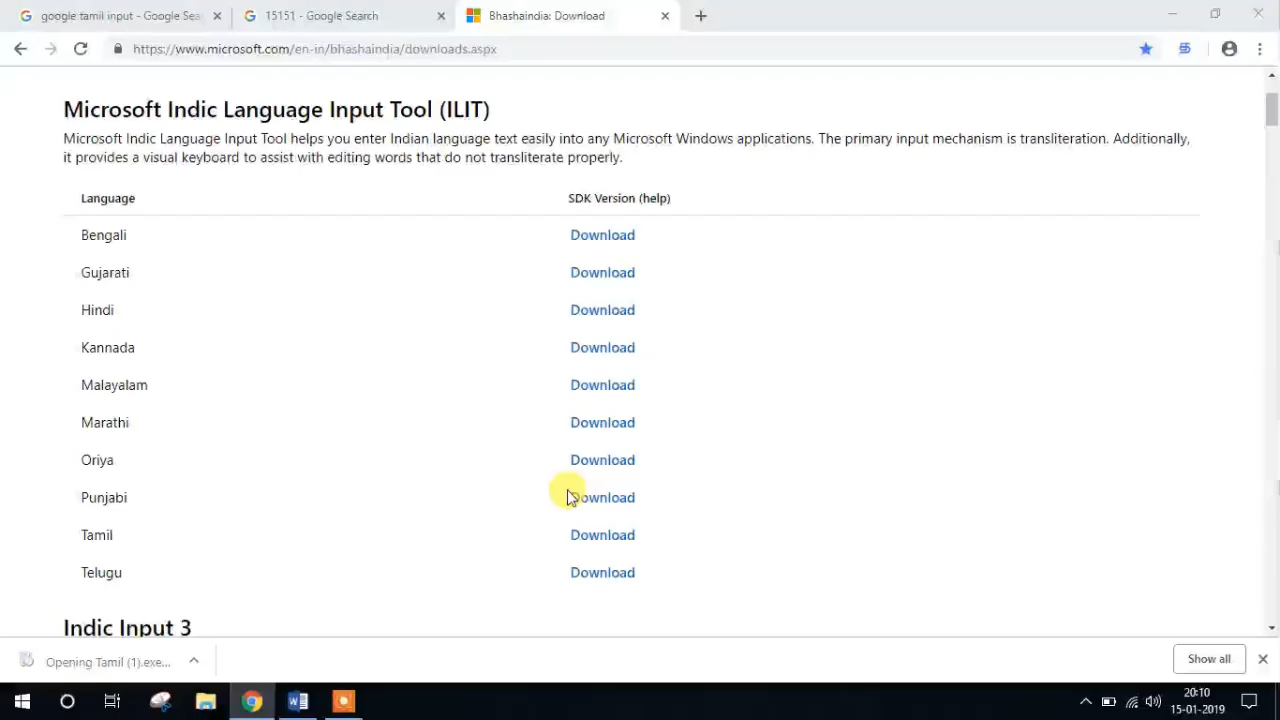 google tamil input - Google Sea
15151 - Google Search
Bhashaindia: Download
https://www.microsoft.com/en-in/bhashaindia/downloads.aspx
Microsoft Indic Language Input Tool (ILIT)
Microsoft Indic Language Input Tool helps you enter Indian language text easily into any Microsoft Windows applications. The primary input mechanism is transliteration. Additionally,
it provides a visual keyboard to assist with editing words that do not transliterate properly.
Language SDK Version (help)
Bengali Download
Gujarati Download
Hindi Download
Kannada Download
Malayalam Download
Marathi Download
Oriya Download
Punjabi Download
Tamil Download
Telugu Download
Indic Input 3
Opening Tamil (1).exe...
Show all
20:10
15-01-2019